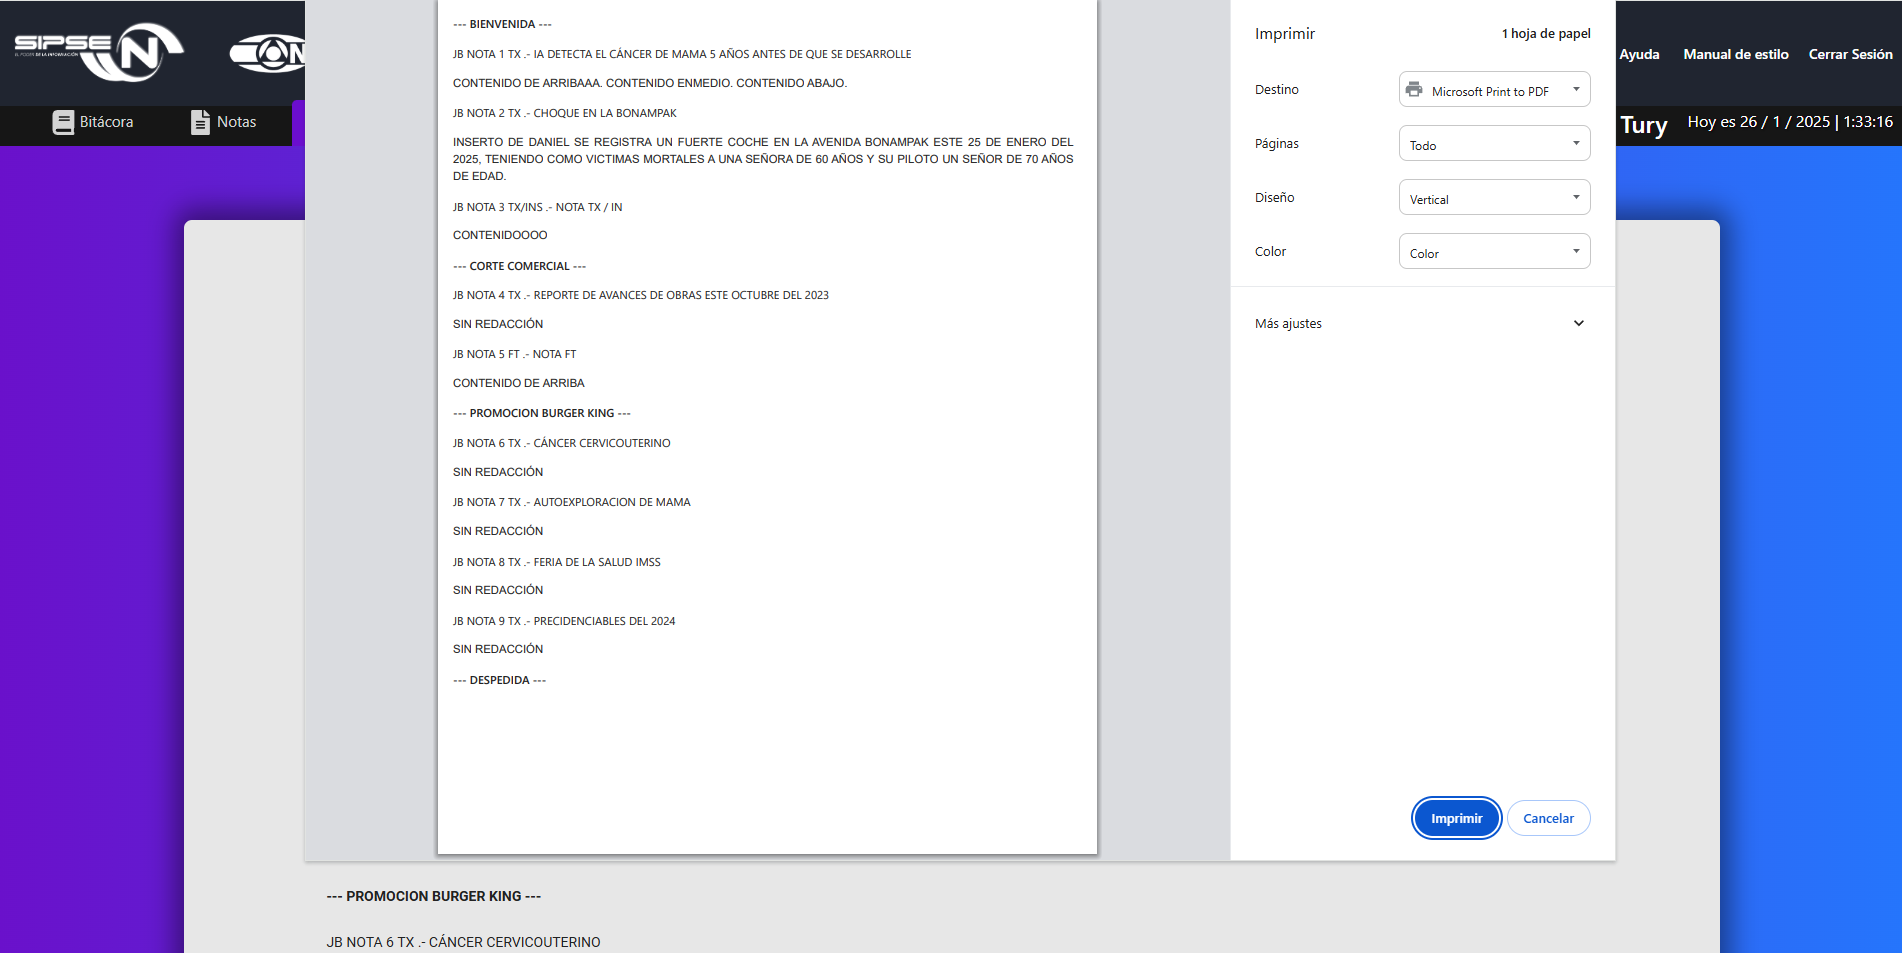 SIPSE N
EL PODER DE LA INFORMACIÓN
ON
Ayuda
Manual de estilo
Cerrar Sesión
Bitácora
Notas
Tury
Hoy es 26 / 1 / 2025 | 1:33:16
--- BIENVENIDA ---
JB NOTA 1 TX .- IA DETECTA EL CÁNCER DE MAMA 5 AÑOS ANTES DE QUE SE DESARROLLE
CONTENIDO DE ARRIBAAA. CONTENIDO ENMEDIO. CONTENIDO ABAJO.
JB NOTA 2 TX .- CHOQUE EN LA BONAMPAK
INSERTO DE DANIEL SE REGISTRA UN FUERTE COCHE EN LA AVENIDA BONAMPAK ESTE 25 DE ENERO DEL
2025, TENIENDO COMO VICTIMAS MORTALES A UNA SEÑORA DE 60 AÑOS Y SU PILOTO UN SEÑOR DE 70 AÑOS
DE EDAD.
JB NOTA 3 TX/INS .- NOTA TX / IN
CONTENIDOOOO
--- CORTE COMERCIAL ---
JB NOTA 4 TX .- REPORTE DE AVANCES DE OBRAS ESTE OCTUBRE DEL 2023
SIN REDACCIÓN
JB NOTA 5 FT .- NOTA FT
CONTENIDO DE ARRIBA
--- PROMOCION BURGER KING ---
JB NOTA 6 TX .- CÁNCER CERVICOUTERINO
SIN REDACCIÓN
JB NOTA 7 TX .- AUTOEXPLORACION DE MAMA
SIN REDACCIÓN
JB NOTA 8 TX .- FERIA DE LA SALUD IMSS
SIN REDACCIÓN
JB NOTA 9 TX .- PRECIDENCIABLES DEL 2024
SIN REDACCIÓN
--- DESPEDIDA ---
Imprimir
1 hoja de papel
Destino
Microsoft Print to PDF
Páginas
Todo
Diseño
Vertical
Color
Color
Más ajustes
Imprimir
Cancelar
--- PROMOCION BURGER KING ---
JB NOTA 6 TX .- CÁNCER CERVICOUTERINO